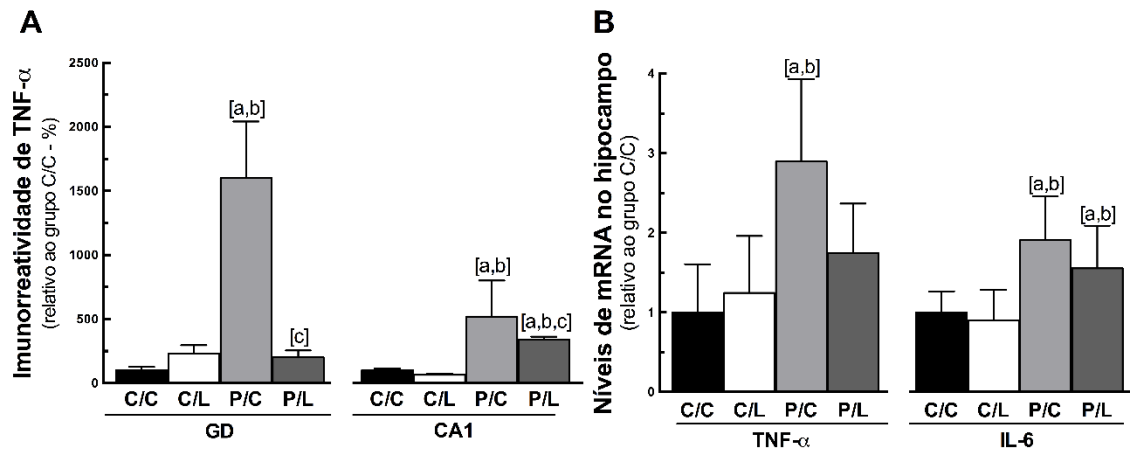 A
Imunorreatividade de TNF-α
(relativo ao grupo C/C - %)
2500
2000
1500
1000
500
0
[a,b]
[c]
[a,b]
[a,b,c]
C/C C/L P/C P/L
GD
C/C C/L P/C P/L
CA1
B
Níveis de mRNA no hipocampo
(relativo ao grupo C/C)
4
3
2
1
0
[a,b]
[a,b]
[a,b]
C/C C/L P/C P/L
TNF-α
C/C C/L P/C P/L
IL-6